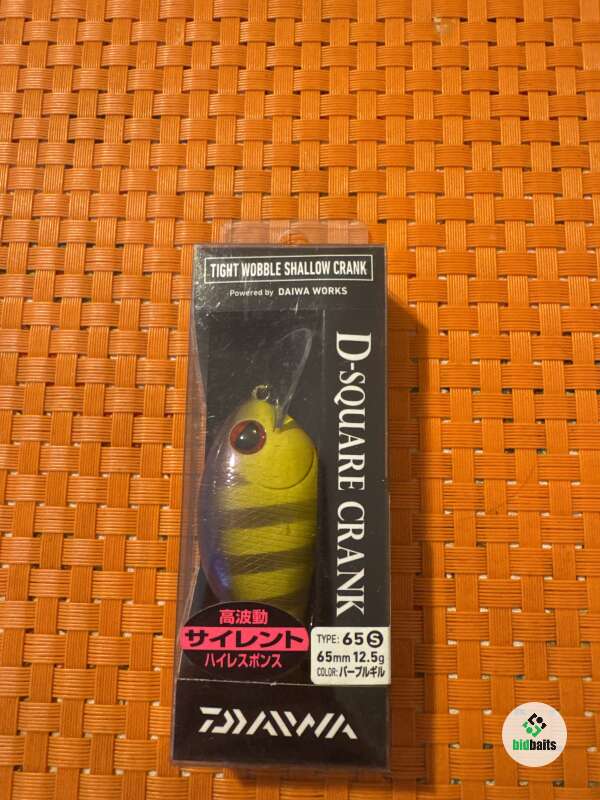 TIGHT WOBBLE SHALLOW CRANK
Powered by DAIWA WORKS
D-SQUARE CRANK
高波動
サイレント
ハイレスポンス
TYPE: 65 S
65mm 12.5g
COLOR: パープルギル
DAIWA
bidbaits